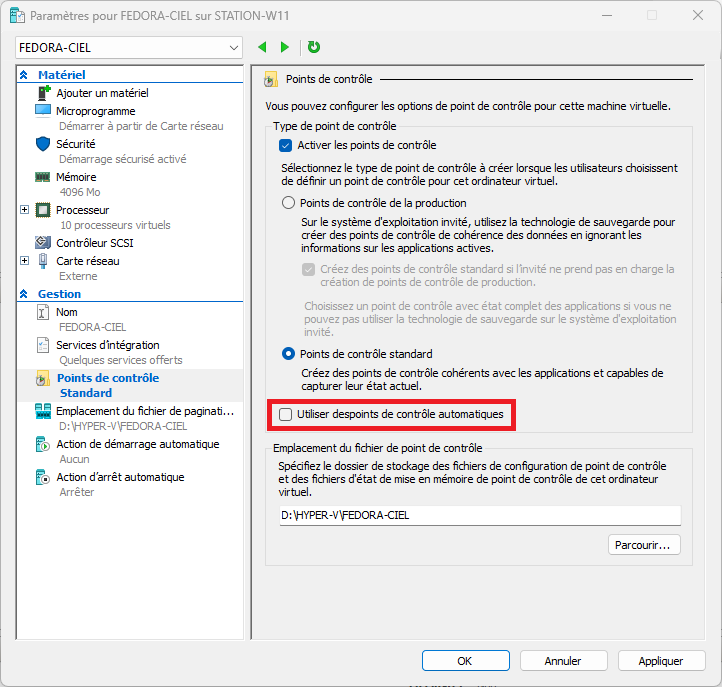 Paramètres pour FEDORA-CIEL sur STATION-W11
FEDORA-CIEL
Matériel
Ajouter un matériel
Microprogramme
Démarrer à partir de Carte réseau
Sécurité
Démarrage sécurisé activé
Mémoire
4096 Mo
Processeur
10 processeurs virtuels
Contrôleur SCSI
Carte réseau
Externe
Gestion
Nom
FEDORA-CIEL
Services d'intégration
Quelques services offerts
Points de contrôle
Standard
Emplacement du fichier de paginati...
D:\HYPER-V\FEDORA-CIEL
Action de démarrage automatique
Aucun
Action d'arrêt automatique
Arrêter
Points de contrôle
Vous pouvez configurer les options de point de contrôle pour cette machine virtuelle.
Type de point de contrôle
Activer les points de contrôle
Sélectionnez le type de point de contrôle à créer lorsque les utilisateurs choisissent
de définir un point de contrôle pour cet ordinateur virtuel.
Points de contrôle de la production
Sur le système d'exploitation invité, utilisez la technologie de sauvegarde pour
créer des points de contrôle de cohérence des données en ignorant les
informations sur les applications actives.
Créez des points de contrôle standard si l'invité ne prend pas en charge la
création de points de contrôle de production.
Choisissez un point de contrôle avec état complet des applications si vous ne
pouvez pas utiliser la technologie de sauvegarde sur le système d'exploitation
invité.
Points de contrôle standard
Créez des points de contrôle cohérents avec les applications et capables de
capturer leur état actuel.
Utiliser despoints de contrôle automatiques
Emplacement du fichier de point de contrôle
Spécifiez le dossier de stockage des fichiers de configuration de point de contrôle
et des fichiers d'état de mise en mémoire de point de contrôle de cet ordinateur
virtuel.
D:\HYPER-V\FEDORA-CIEL
Parcourir...
OK
Annuler
Appliquer